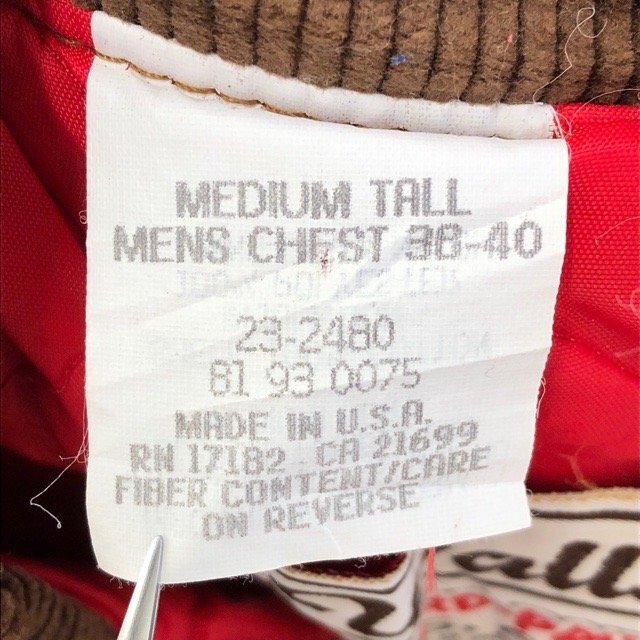 MEDIUM TALL
MENS CHEST 38-40
23-2480
81 93 0075
MADE IN U.S.A.
RN 17182 CA 21699
FIBER CONTENT/CARE
ON REVERSE